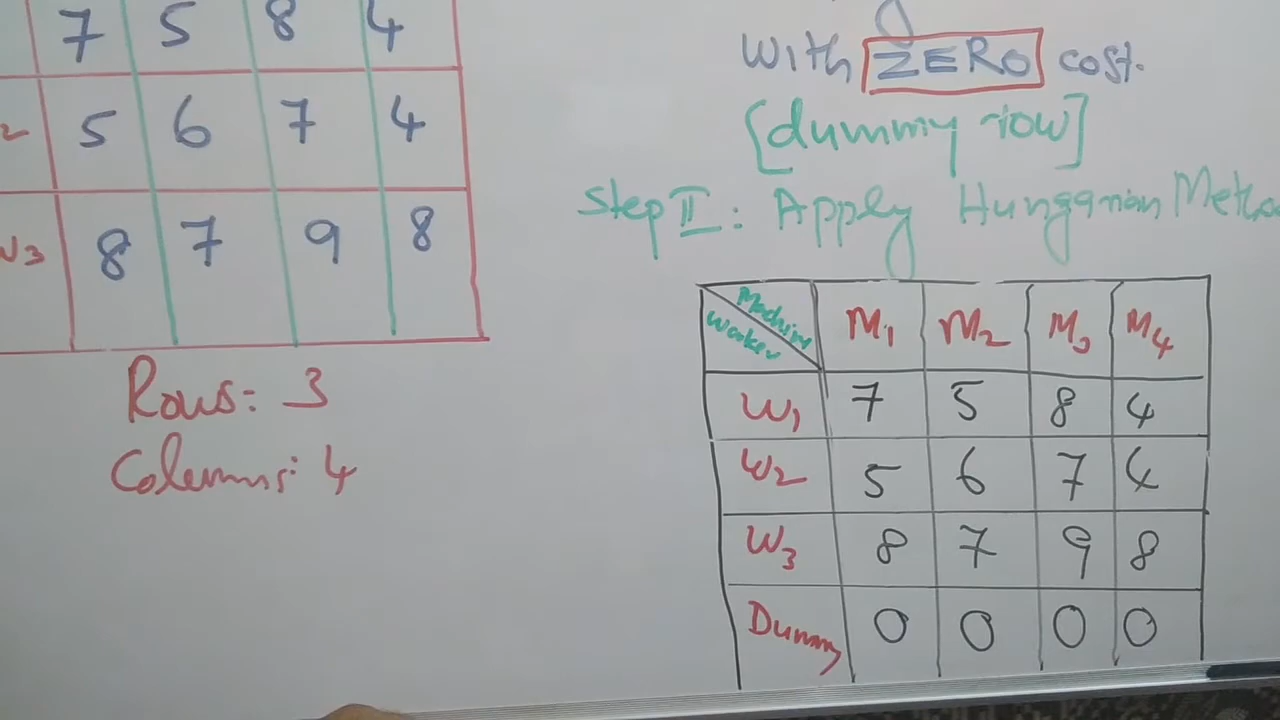 7 5 8 4
2 5 6 7 4
W3 8 7 9 8
Rows: 3
Columns: 4
with ZERO cost.
[dummy row]
Step II: Apply Hungarian
Machine
Worker
M1 M2 M3 M4
W1 7 5 8 4
W2 5 6 7 4
W3 8 7 9 8
Dummy 0 0 0 0